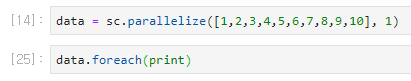 [14]: data = sc.parallelize([1,2,3,4,5,6,7,8,9,10], 1)
[25]: data.foreach(print)